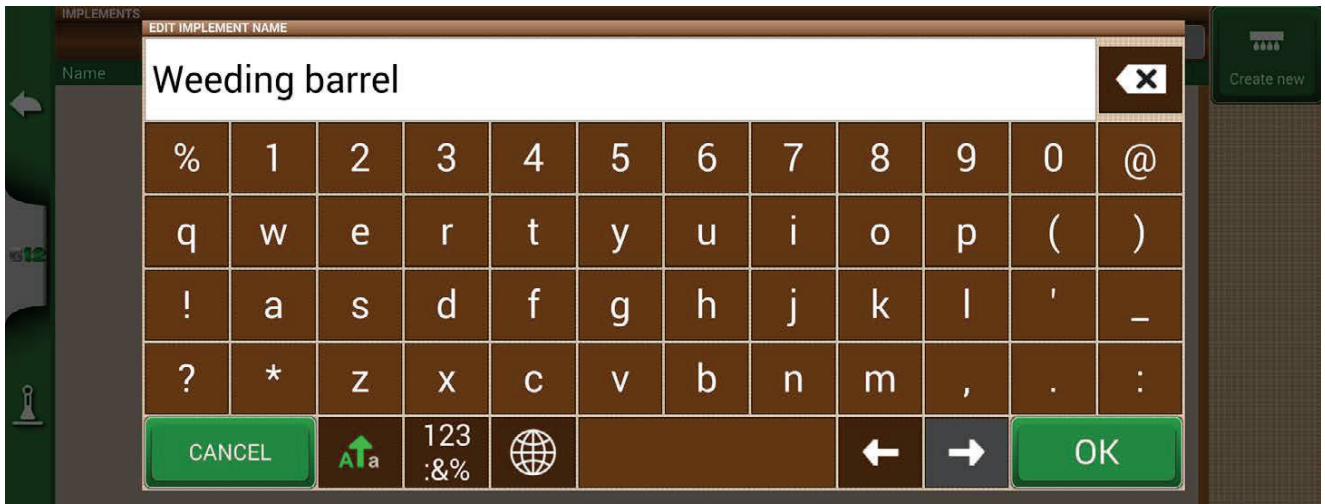 IMPLEMENTS
EDIT IMPLEMENT NAME
Name
Weeding barrel
Create new
% 1 2 3 4 5 6 7 8 9 0 @
q w e r t y u i o p ( )
12
! a s d f g h j k l ' _
? * z x c v b n m , . :
CANCEL
A a
123
:&%
OK